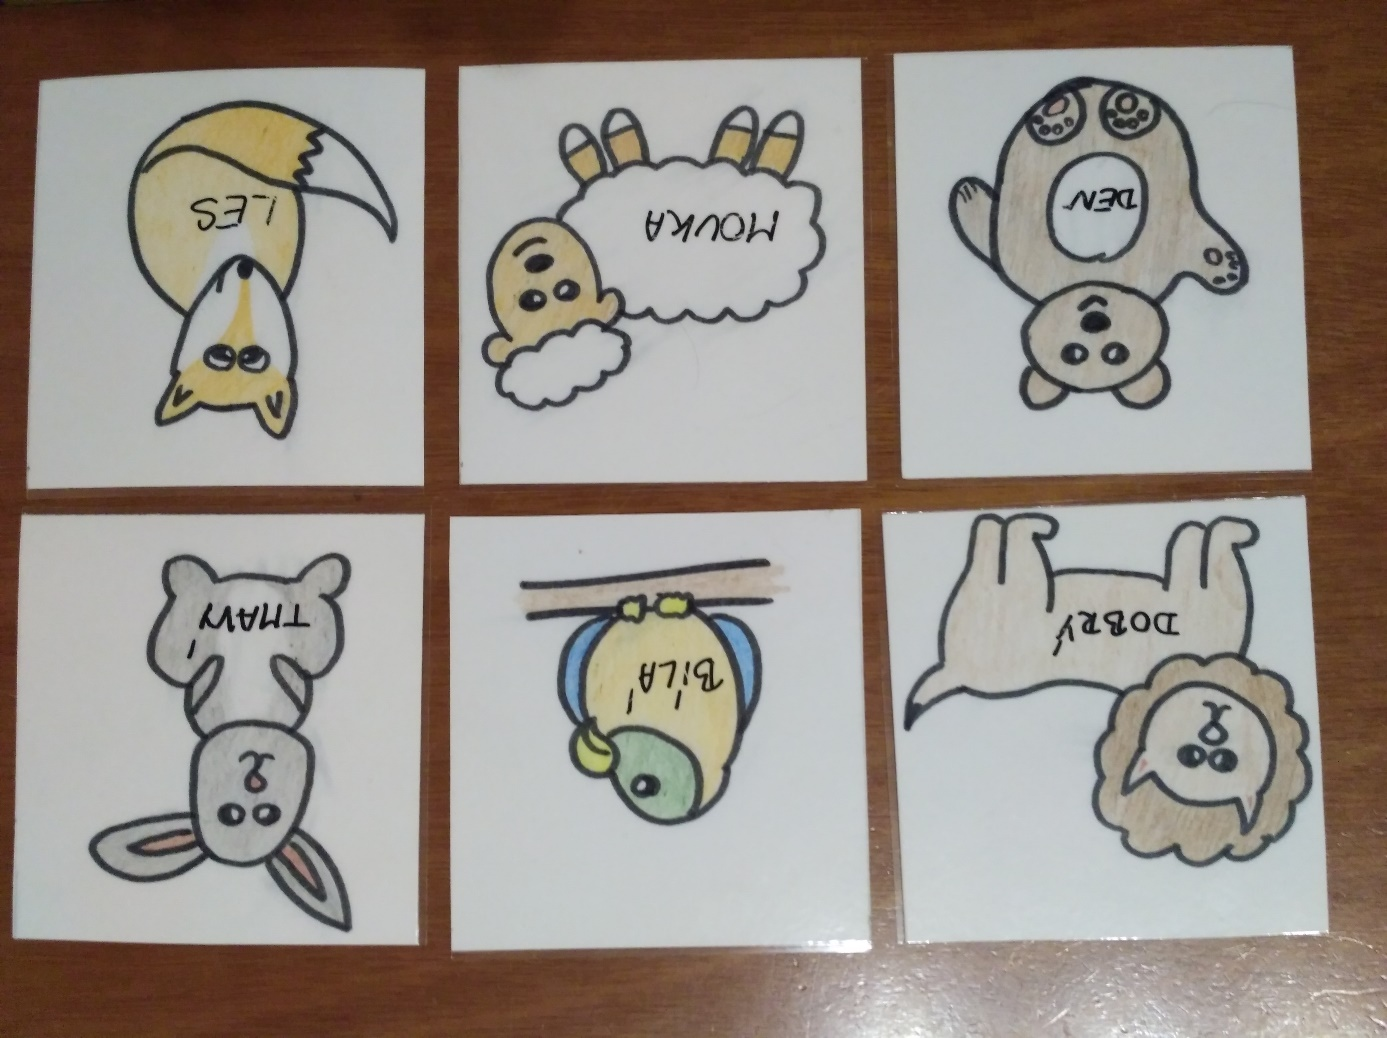 DOBRÝ
BÍLÁ
TMAVÝ
DEN
MOUKA
LES